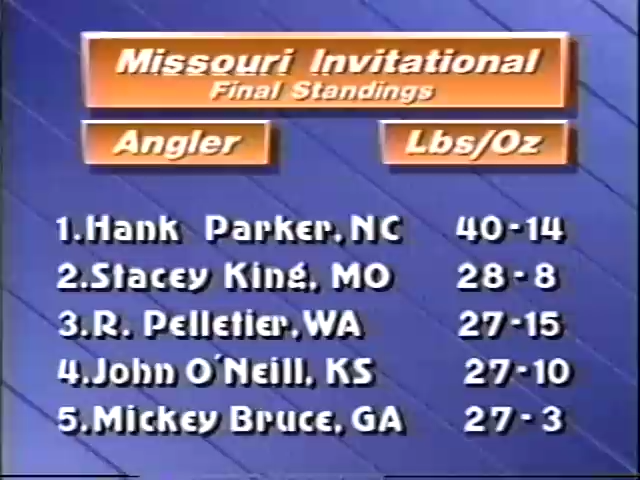 Missouri Invitational
Final Standings
Angler Lbs/Oz
1.Hank Parker, NC 40-14
2.Stacey King, MO 28-8
3.R. Pelletier, WA 27-15
4.John O'Neill, KS 27-10
5.Mickey Bruce, GA 27-3